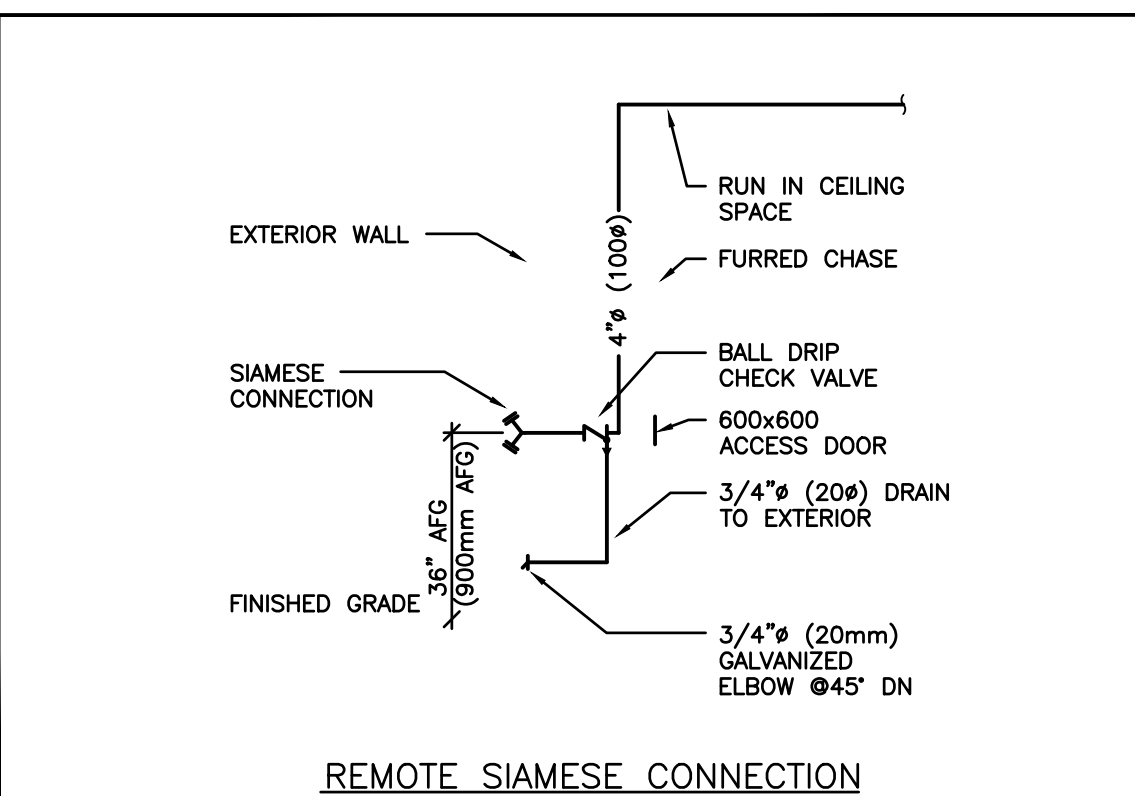 RUN IN CEILING
SPACE
EXTERIOR WALL
FURRED CHASE
4"ø (100ø)
BALL DRIP
CHECK VALVE
SIAMESE
CONNECTION
600x600
ACCESS DOOR
36" AFG
(900mm AFG)
3/4"ø (20ø) DRAIN
TO EXTERIOR
FINISHED GRADE
3/4"ø (20mm)
GALVANIZED
ELBOW @45° DN
REMOTE SIAMESE CONNECTION